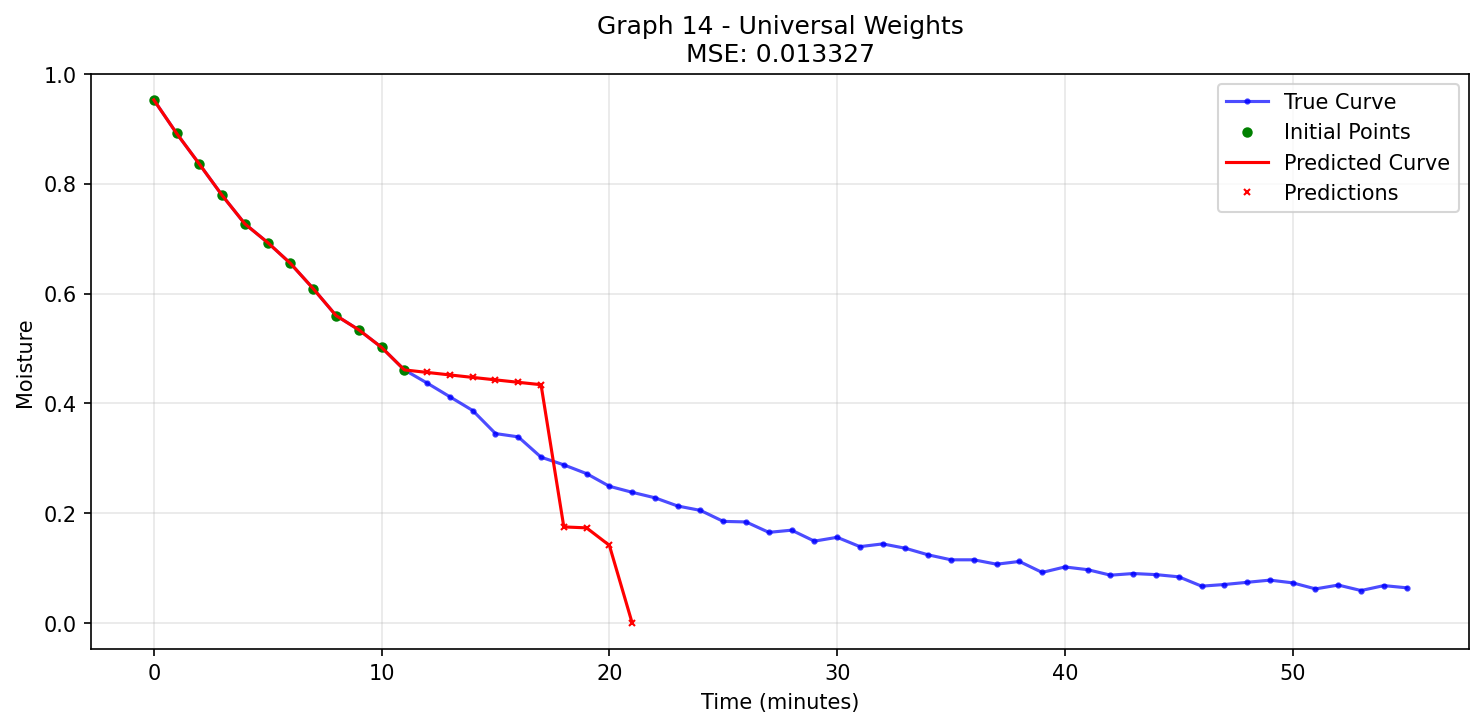 Graph 14 - Universal Weights
MSE: 0.013327
True Curve
Initial Points
Predicted Curve
Predictions
Moisture
1.0
0.8
0.6
0.4
0.2
0.0
0
10
20
30
40
50
Time (minutes)